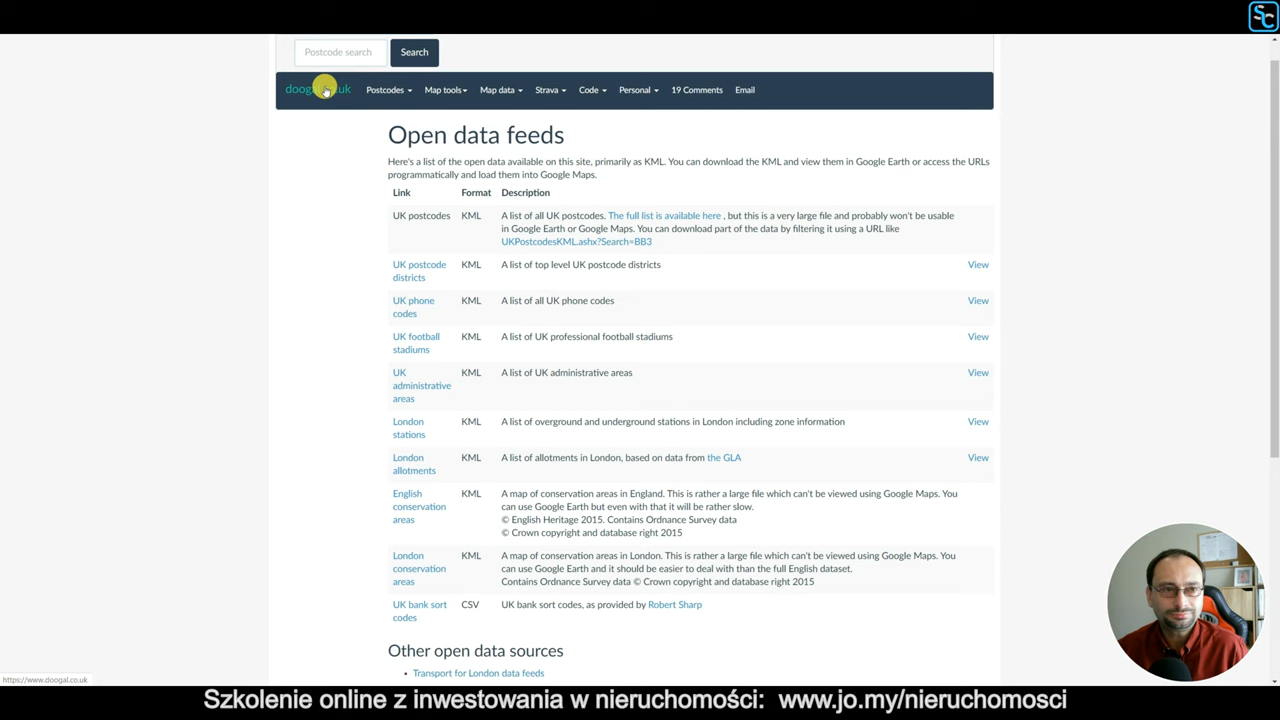 SC
Postcode search Search
doogal.co.uk Postcodes Map tools Map data Strava Code Personal 19 Comments Email
Open data feeds
Here's a list of the open data available on this site, primarily as KML. You can download the KML and view them in Google Earth or access the URLs
programmatically and load them into Google Maps.
Link Format Description
UK postcodes KML A list of all UK postcodes. The full list is available here , but this is a very large file and probably won't be usable
in Google Earth or Google Maps. You can download part of the data by filtering it using a URL like
UKPostcodesKML.ashx?Search=BB3
UK postcode KML A list of top level UK postcode districts View
districts
UK phone KML A list of all UK phone codes View
codes
UK football KML A list of UK professional football stadiums View
stadiums
UK KML A list of UK administrative areas View
administrative
areas
London KML A list of overground and underground stations in London including zone information View
stations
London KML A list of allotments in London, based on data from the GLA View
allotments
English KML A map of conservation areas in England. This is rather a large file which can't be viewed using Google Maps. You
conservation can use Google Earth but even with that it will be rather slow.
areas © English Heritage 2015. Contains Ordnance Survey data
© Crown copyright and database right 2015
London KML A map of conservation areas in London. This is rather a large file which can't be viewed using Google Maps. You
conservation can use Google Earth and it should be easier to deal with than the full English dataset.
areas Contains Ordnance Survey data © Crown copyright and database right 2015
UK bank sort CSV UK bank sort codes, as provided by Robert Sharp
codes
Other open data sources
Transport for London data feeds
https://www.doogal.co.uk
Szkolenie online z inwestowania w nieruchomości: www.jo.my/nieruchomosci